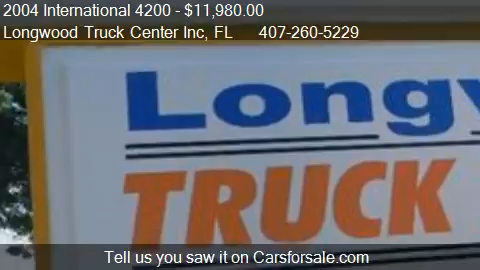 2004 International 4200 - $11,980.00
Longwood Truck Center Inc, FL 407-260-5229
Longw
TRUCK
Tell us you saw it on Carsforsale.com